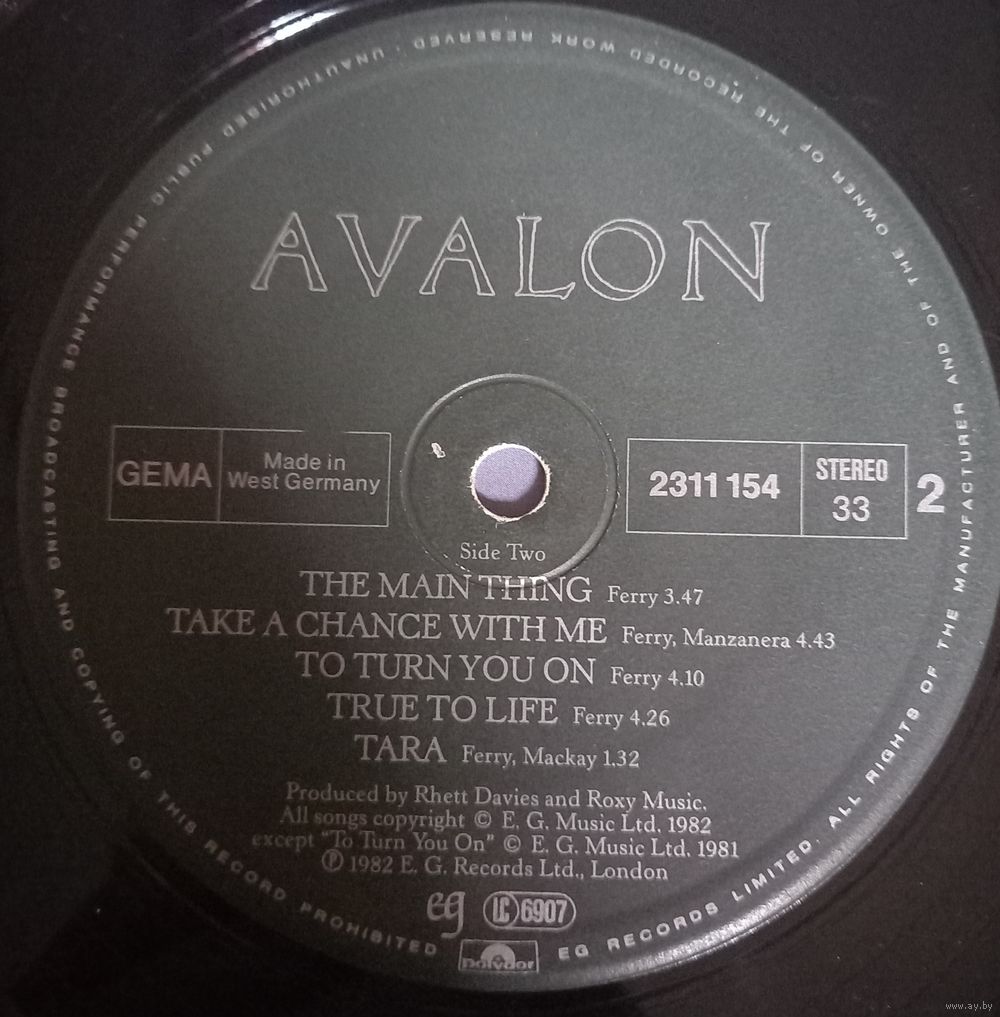 AVALON
GEMA
Made in
West Germany
2311 154
STEREO
33
2
Side Two
THE MAIN THING Ferry 3.47
TAKE A CHANCE WITH ME Ferry, Manzanera 4.43
TO TURN YOU ON Ferry 4.10
TRUE TO LIFE Ferry 4.26
TARA Ferry, Mackay 1.32
Produced by Rhett Davies and Roxy Music.
All songs copyright © E. G. Music Ltd. 1982
except "To Turn You On" © E. G. Music Ltd. 1981
℗ 1982 E. G. Records Ltd., London
eg LC 6907
polydor
EG RECORDS LIMITED. ALL RIGHTS OF THE MANUFACTURER AND OF THE OWNER OF THE RECORDED WORK RESERVED · UNAUTHORISED PUBLIC PERFORMANCE BROADCASTING AND COPYING OF THIS RECORD PROHIBITED
www.ay.by